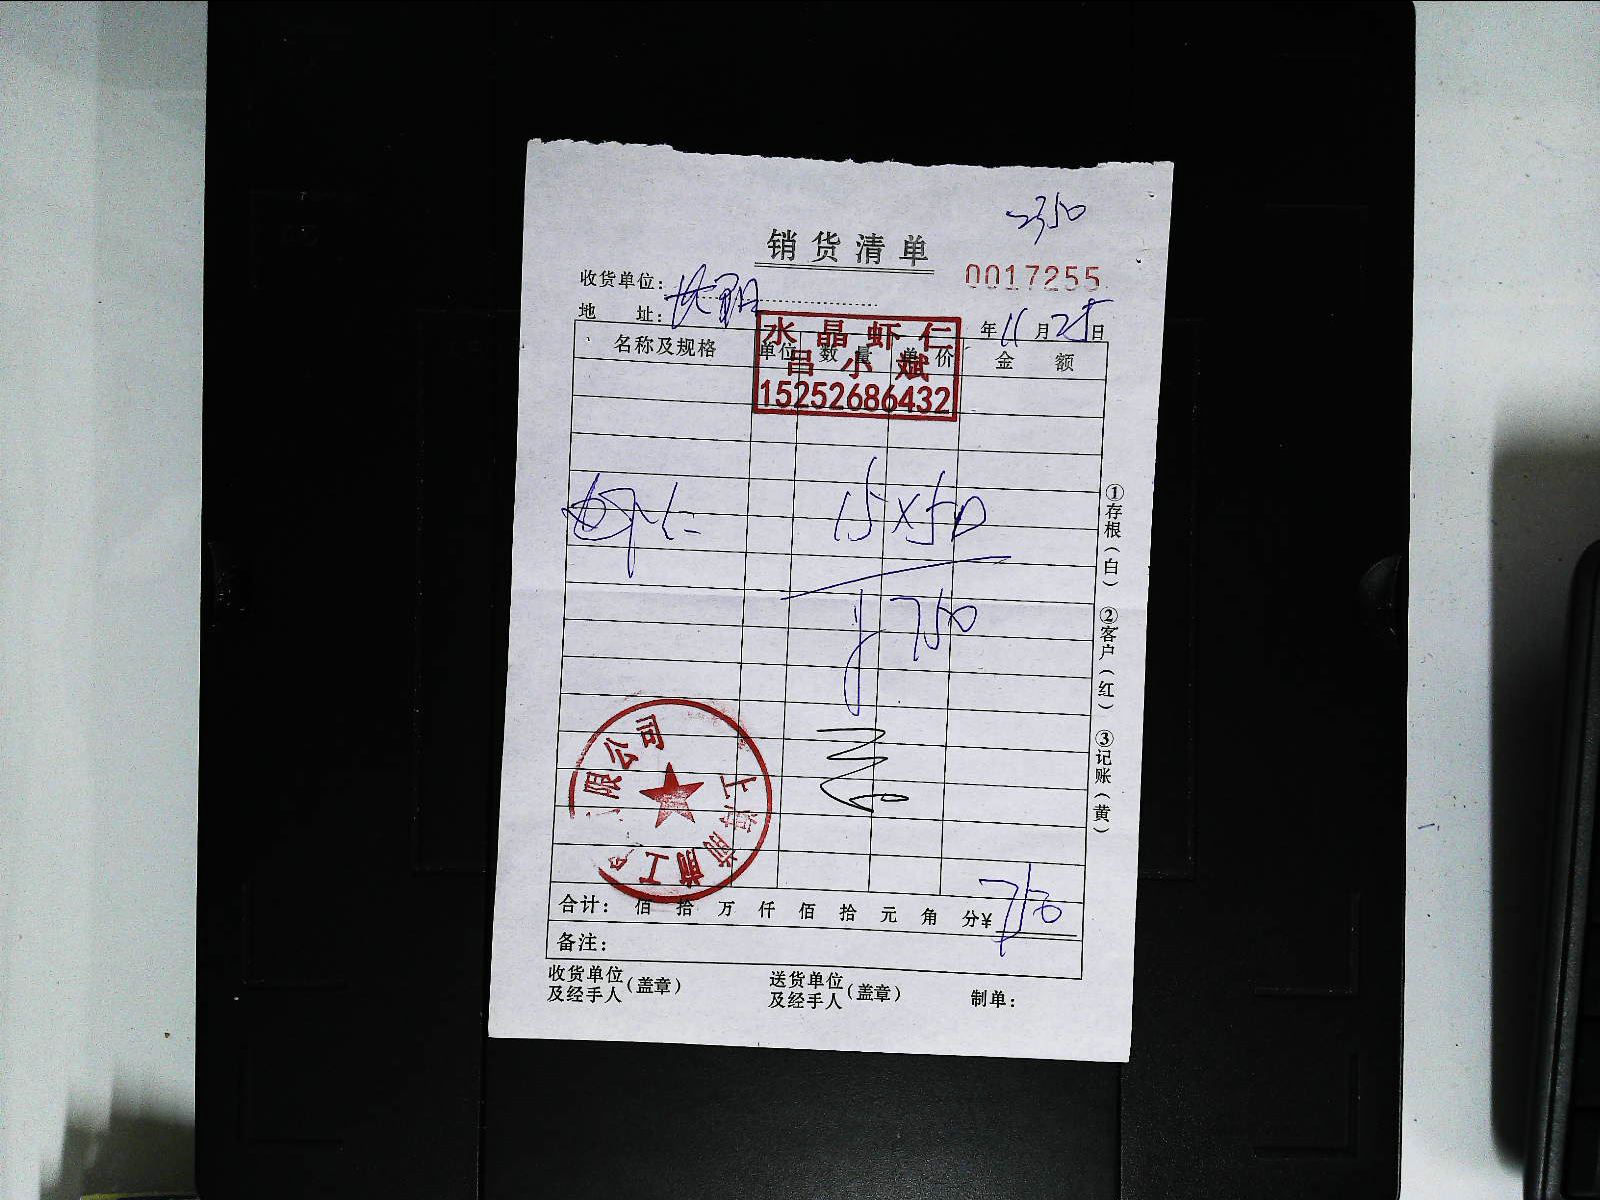 2350
销货清单
0017255
收货单位：
地 址：
年 11 月 25 日
水晶虾仁
吕小斌
15252686432
名称及规格 单位 数量 单价 金额
15×50
¥750
限公司
上海
工
合计： 佰 拾 万 仟 佰 拾 元 角 分¥ 750
备注：
收货单位及经手人（盖章）
送货单位及经手人（盖章）
制单：
①存根（白） ②客户（红） ③记账（黄）